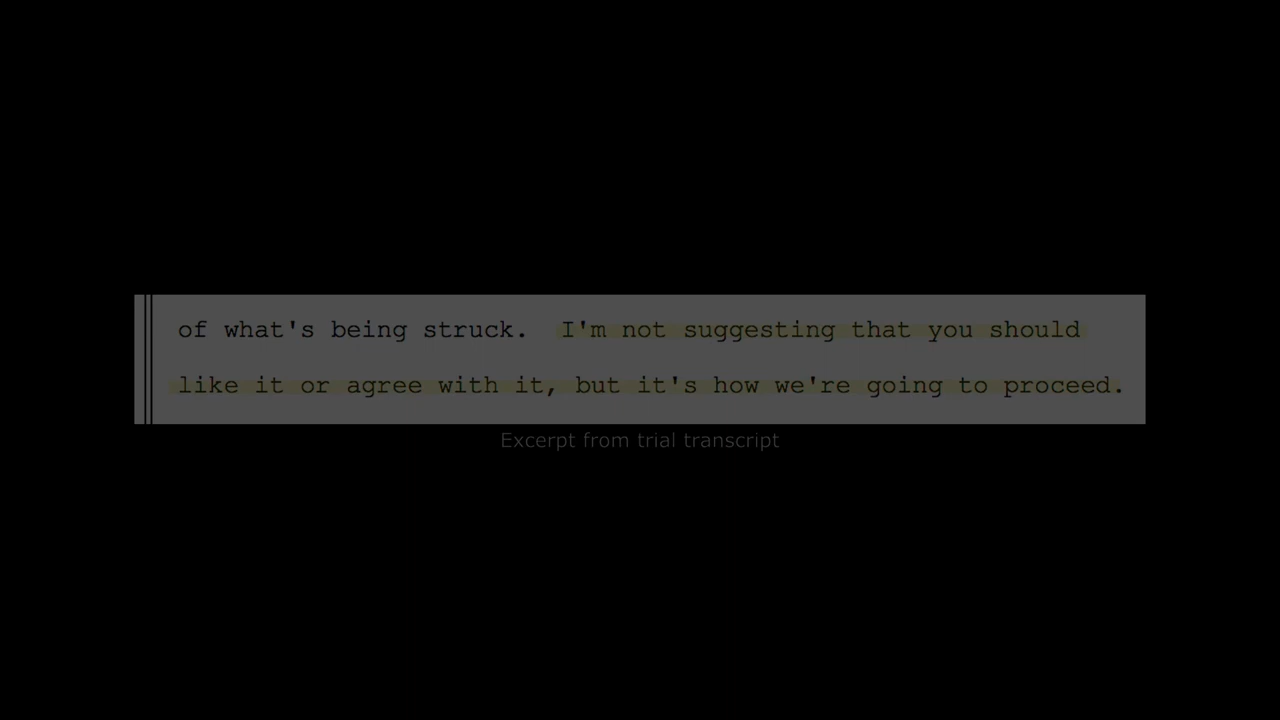 of what's being struck.  I'm not suggesting that you should
like it or agree with it, but it's how we're going to proceed.
Excerpt from trial transcript